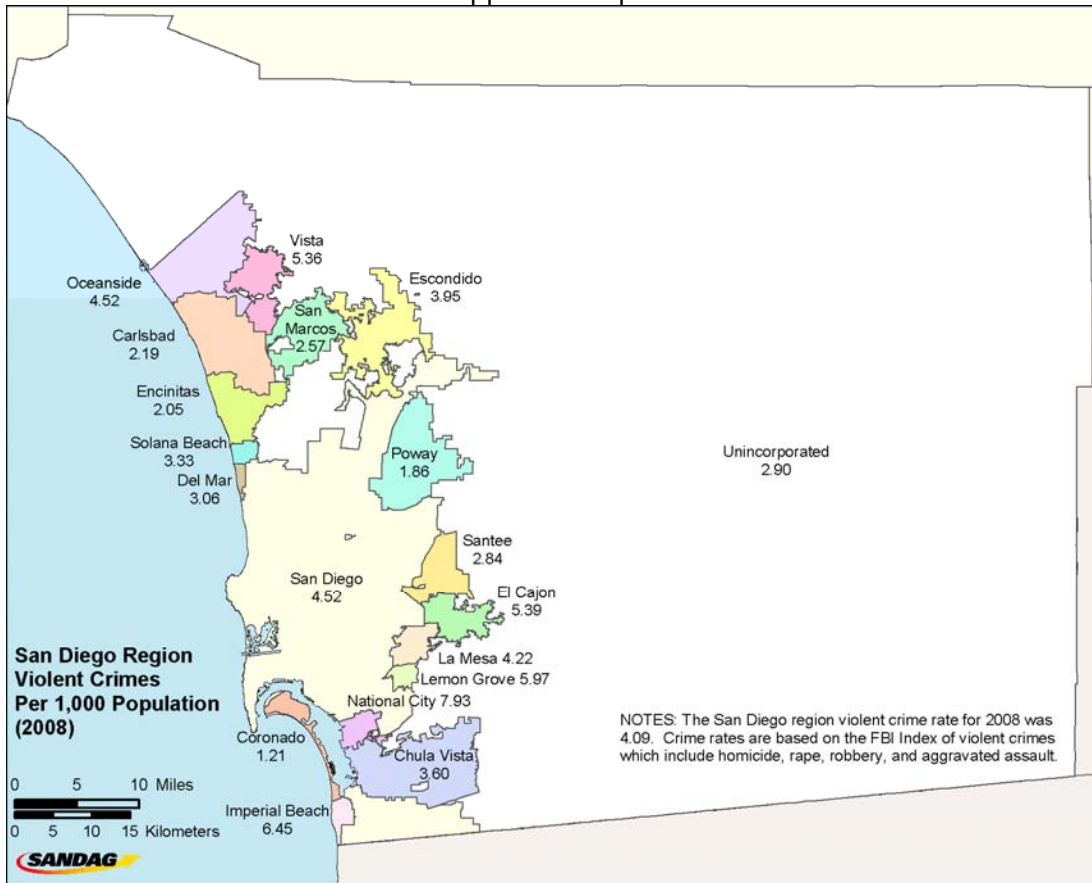 Vista
5.36
Oceanside
4.52
Escondido
3.95
San
Marcos
2.57
Carlsbad
2.19
Encinitas
2.05
Solana Beach
3.33
Poway
1.86
Unincorporated
2.90
Del Mar
3.06
Santee
2.84
San Diego
4.52
El Cajon
5.39
La Mesa 4.22
Lemon Grove 5.97
San Diego Region
Violent Crimes
Per 1,000 Population
(2008)
National City 7.93
Coronado
1.21
Chula Vista
3.60
NOTES: The San Diego region violent crime rate for 2008 was
4.09. Crime rates are based on the FBI Index of violent crimes
which include homicide, rape, robbery, and aggravated assault.
0 5 10 Miles
0 5 10 15 Kilometers
Imperial Beach
6.45
SANDAG